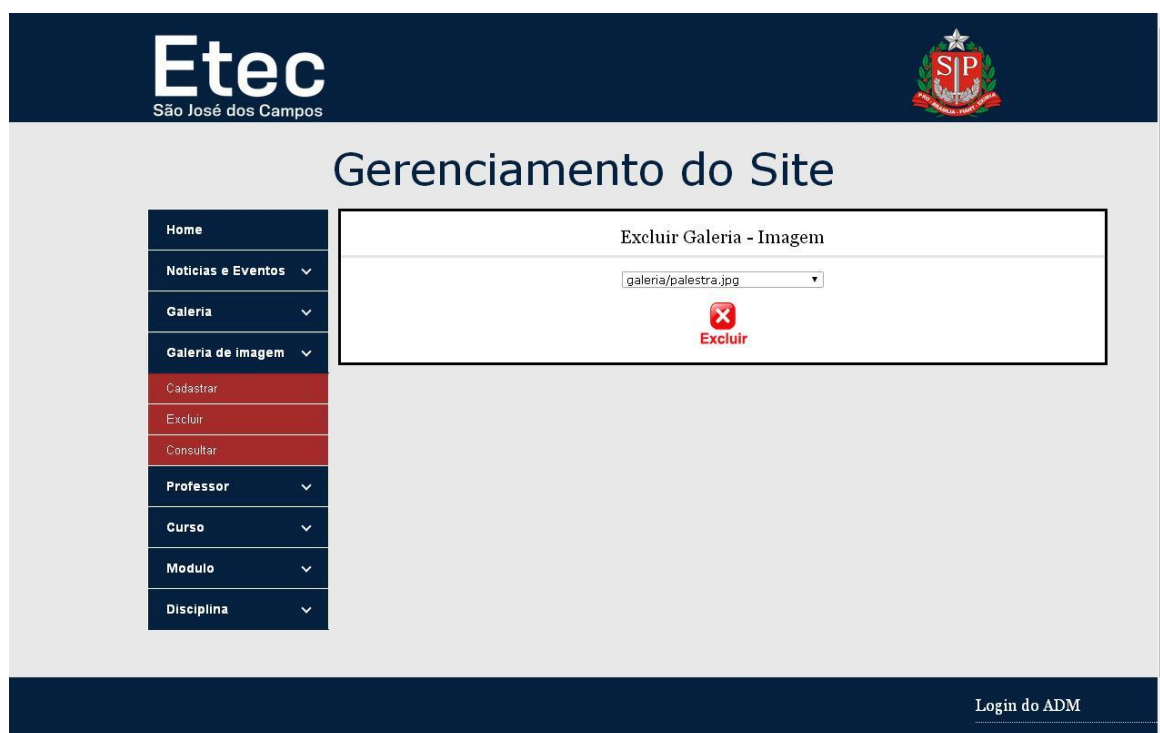 Etec
São José dos Campos
SP
Gerenciamento do Site
Home
Noticias e Eventos
Galeria
Galeria de imagem
Cadastrar
Excluir
Consultar
Professor
Curso
Modulo
Disciplina
Excluir Galeria - Imagem
galeria/palestra.jpg
Excluir
Login do ADM